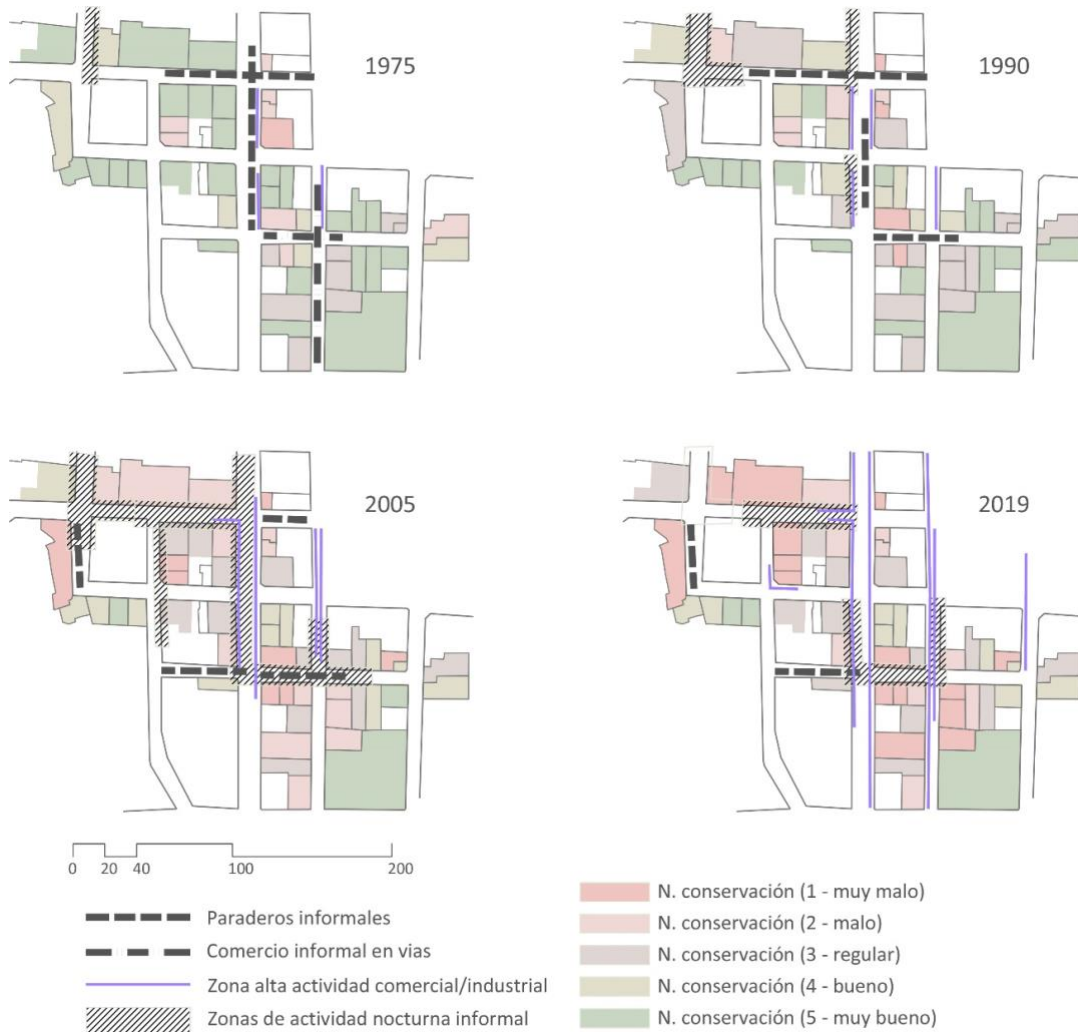 1975
1990
2005
2019
0 20 40 100 200
Paraderos informales
Comercio informal en vias
Zona alta actividad comercial/industrial
Zonas de actividad nocturna informal
N. conservación (1 - muy malo)
N. conservación (2 - malo)
N. conservación (3 - regular)
N. conservación (4 - bueno)
N. conservación (5 - muy bueno)